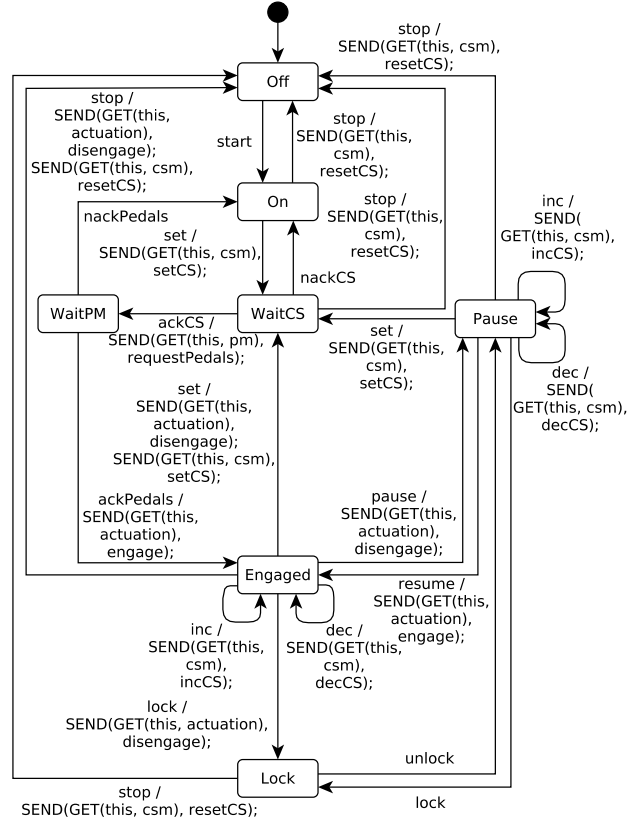 stop /
SEND(GET(this, csm),
resetCS);
Off
stop /
SEND(GET(this,
actuation),
disengage);
SEND(GET(this, csm),
resetCS);
start
stop /
SEND(GET(this,
csm),
resetCS);
On
nackPedals
set /
SEND(GET(this, csm),
setCS);
stop /
SEND(GET(this,
csm),
resetCS);
nackCS
inc /
SEND(
GET(this, csm),
incCS);
WaitPM
WaitCS
Pause
ackCS /
SEND(GET(this, pm),
requestPedals);
set /
SEND(GET(this,
csm),
setCS);
dec /
SEND(
GET(this, csm),
decCS);
set /
SEND(GET(this,
actuation),
disengage);
SEND(GET(this, csm),
setCS);
ackPedals /
SEND(GET(this,
actuation),
engage);
pause /
SEND(GET(this,
actuation),
disengage);
Engaged
resume /
SEND(GET(this,
actuation),
engage);
inc /
SEND(GET(this,
csm),
incCS);
dec /
SEND(GET(this,
csm),
decCS);
lock /
SEND(GET(this, actuation),
disengage);
Lock
unlock
lock
stop /
SEND(GET(this, csm), resetCS);